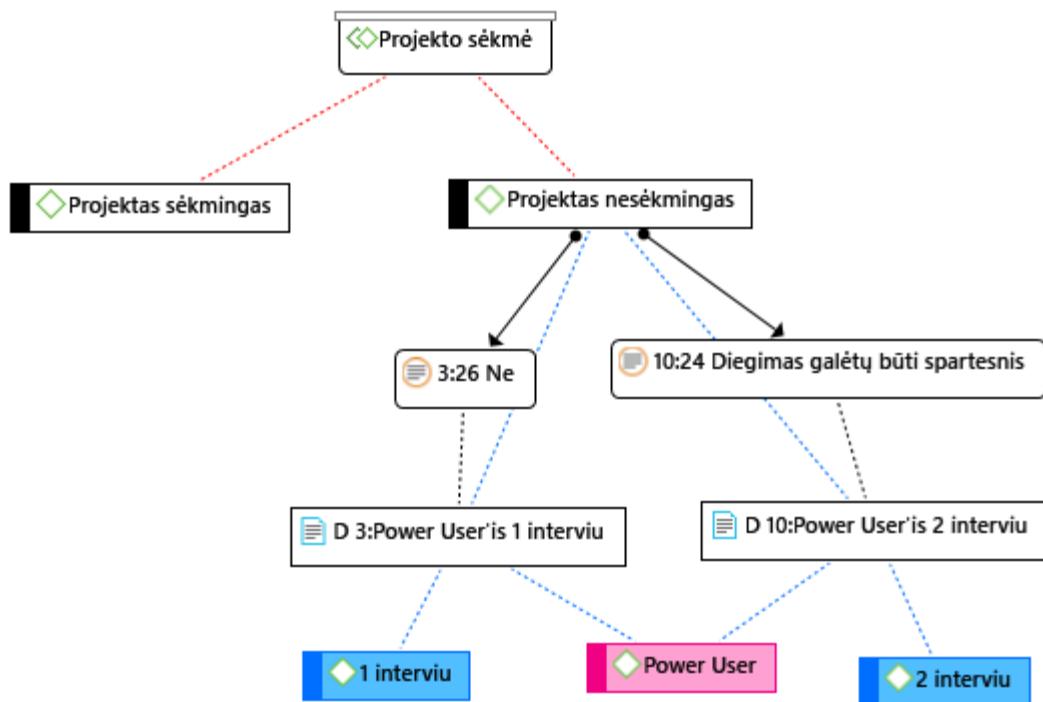 Projekto sėkmė
Projektas sėkmingas
Projektas nesėkmingas
3:26 Ne
10:24 Diegimas galėtų būti spartesnis
D 3:Power User'is 1 interviu
D 10:Power User'is 2 interviu
1 interviu
Power User
2 interviu